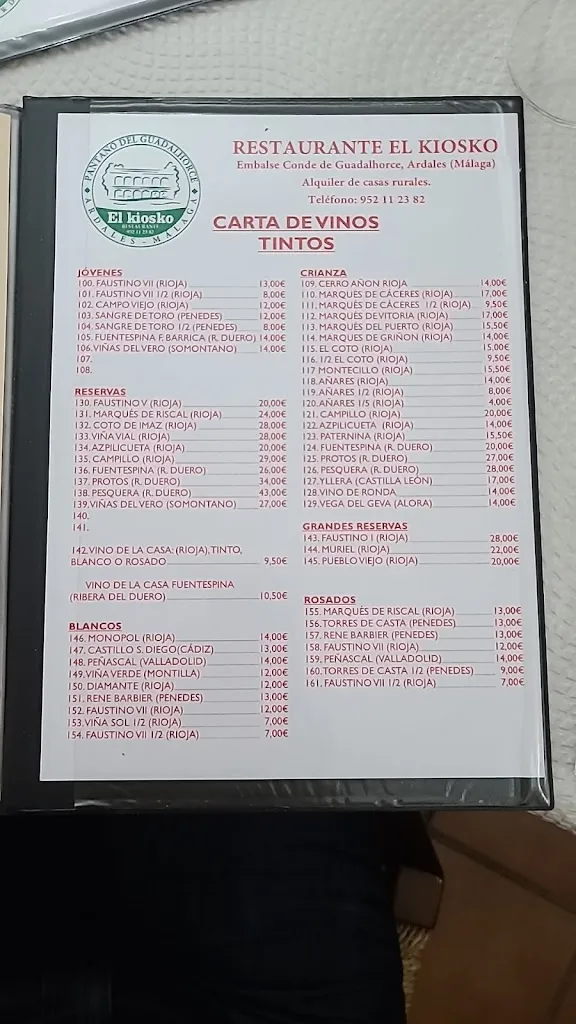 PANTANO DEL GUADALHORCE
El kiosko
RESTAURANTE
952 11 23 82
ARDALES - MALAGA
RESTAURANTE EL KIOSKO
Embalse Conde de Guadalhorce, Ardales (Málaga)
Alquiler de casas rurales.
Teléfono: 952 11 23 82
CARTA DE VINOS
TINTOS
JÓVENES
100. FAUSTINO VII (RIOJA) 13,00€
101. FAUSTINO VII 1/2 (RIOJA) 8,00€
102. CAMPO VIEJO (RIOJA) 12,00€
103. SANGRE DE TORO (PENEDES) 12,00€
104. SANGRE DE TORO 1/2 (PENEDES) 8,00€
105. FUENTESPINA F. BARRICA (R. DUERO) 14,00€
106. VIÑAS DEL VERO (SOMONTANO) 14,00€
107.
108.
RESERVAS
130. FAUSTINO V (RIOJA) 20,00€
131. MARQUÉS DE RISCAL (RIOJA) 24,00€
132. COTO DE IMAZ (RIOJA) 28,00€
133. VIÑA VIAL (RIOJA) 28,00€
134. AZPILICUETA (RIOJA) 20,00€
135. CAMPILLO (RIOJA) 29,00€
136. FUENTESPINA (R. DUERO) 26,00€
137. PROTOS (R. DUERO) 34,00€
138. PESQUERA (R. DUERO) 43,00€
139. VIÑAS DEL VERO (SOMONTANO) 27,00€
140.
141.
142. VINO DE LA CASA: (RIOJA), TINTO,
BLANCO O ROSADO 9,50€
VINO DE LA CASA FUENTESPINA
(RIBERA DEL DUERO) 10,50€
BLANCOS
146. MONOPOL (RIOJA) 14,00€
147. CASTILLO S. DIEGO (CÁDIZ) 13,00€
148. PEÑASCAL (VALLADOLID) 14,00€
149. VIÑA VERDE (MONTILLA) 12,00€
150. DIAMANTE (RIOJA) 12,00€
151. RENE BARBIER (PENEDES) 13,00€
152. FAUSTINO VII (RIOJA) 12,00€
153. VIÑA SOL 1/2 (RIOJA) 7,00€
154. FAUSTINO VII 1/2 (RIOJA) 7,00€
CRIANZA
109. CERRO AÑON RIOJA 14,00€
110. MARQUÉS DE CÁCERES (RIOJA) 17,00€
111. MARQUÉS DE CÁCERES 1/2 (RIOJA) 9,50€
112. MARQUÉS DE VITORIA (RIOJA) 17,00€
113. MARQUÉS DEL PUERTO (RIOJA) 15,50€
114. MARQUES DE GRIÑON (RIOJA) 14,00€
115. EL COTO (RIOJA) 15,00€
116. 1/2 EL COTO (RIOJA) 9,50€
117 MONTECILLO (RIOJA) 15,50€
118. AÑARES (RIOJA) 14,00€
119. AÑARES 1/2 (RIOJA) 8,00€
120. AÑARES 1/5 (RIOJA) 4,00€
121. CAMPILLO (RIOJA) 20,00€
122. AZPILICUETA (RIOJA) 14,00€
123. PATERNINA (RIOJA) 15,50€
124. FUENTESPINA (R. DUERO) 20,00€
125. PROTOS (R. DUERO) 27,00€
126. PESQUERA (R. DUERO) 28,00€
127. YLLERA (CASTILLA LEÓN) 17,00€
128. VINO DE RONDA 14,00€
129. VEGA DEL GEVA (ALORA) 14,00€
GRANDES RESERVAS
143. FAUSTINO I (RIOJA) 28,00€
144. MURIEL (RIOJA) 22,00€
145. PUEBLO VIEJO (RIOJA) 20,00€
ROSADOS
155. MARQUÉS DE RISCAL (RIOJA) 13,00€
156. TORRES DE CASTA (PENEDES) 13,00€
157. RENE BARBIER (PENEDES) 13,00€
158. FAUSTINO VII (RIOJA) 12,00€
159. PEÑASCAL (VALLADOLID) 14,00€
160. TORRES DE CASTA 1/2 (PENEDES) 9,00€
161. FAUSTINO VII 1/2 (RIOJA) 7,00€